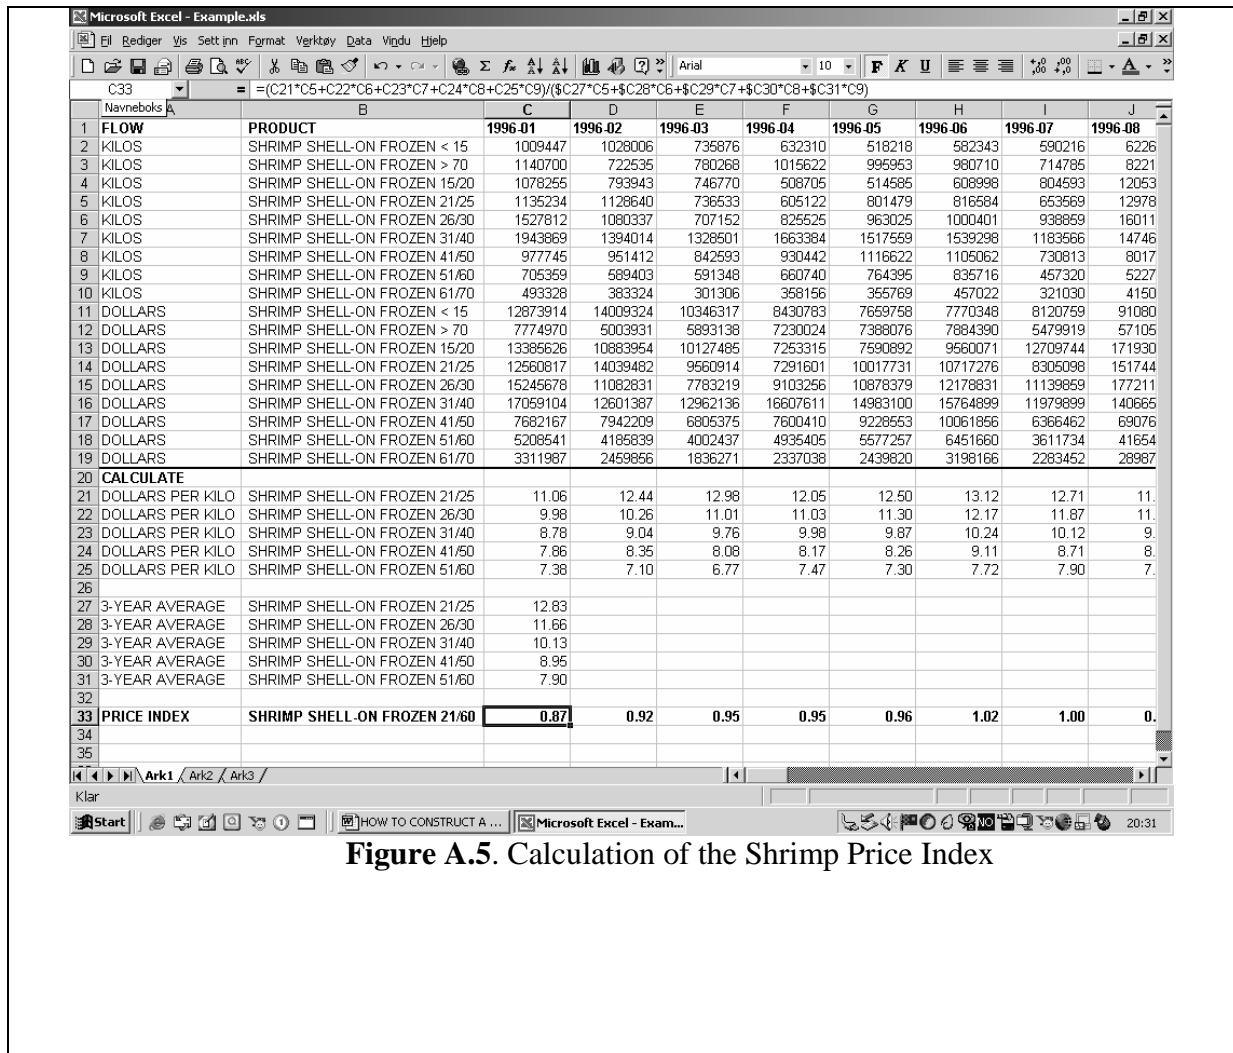 Microsoft Excel - Example.xls
Fil Rediger Vis Sett inn Format Verktøy Data Vindu Hjelp
Arial 10 F K U
C33 = =(C21*C5+C22*C6+C23*C7+C24*C8+C25*C9)/($C27*C5+$C28*C6+$C29*C7+$C30*C8+$C31*C9)
Navneboks A B C D E F G H I J
1 FLOW PRODUCT 1996-01 1996-02 1996-03 1996-04 1996-05 1996-06 1996-07 1996-08
2 KILOS SHRIMP SHELL-ON FROZEN < 15 1009447 1028006 735876 632310 518218 582343 590216 6226
3 KILOS SHRIMP SHELL-ON FROZEN > 70 1140700 722535 780268 1015622 995953 980710 714785 8221
4 KILOS SHRIMP SHELL-ON FROZEN 15/20 1078255 793943 746770 508705 514585 608998 804593 12053
5 KILOS SHRIMP SHELL-ON FROZEN 21/25 1135234 1128640 736533 605122 801479 816584 653569 12978
6 KILOS SHRIMP SHELL-ON FROZEN 26/30 1527812 1080337 707152 825525 963025 1000401 938859 16011
7 KILOS SHRIMP SHELL-ON FROZEN 31/40 1943869 1394014 1328501 1663384 1517559 1539298 1183566 14746
8 KILOS SHRIMP SHELL-ON FROZEN 41/50 977745 951412 842593 930442 1116622 1105062 730813 8017
9 KILOS SHRIMP SHELL-ON FROZEN 51/60 705359 589403 591348 660740 764395 835716 457320 5227
10 KILOS SHRIMP SHELL-ON FROZEN 61/70 493328 383324 301306 358156 355769 457022 321030 4150
11 DOLLARS SHRIMP SHELL-ON FROZEN < 15 12873914 14009324 10346317 8430783 7659758 7770348 8120759 91080
12 DOLLARS SHRIMP SHELL-ON FROZEN > 70 7774970 5003931 5893138 7230024 7388076 7884390 5479919 57105
13 DOLLARS SHRIMP SHELL-ON FROZEN 15/20 13385626 10883954 10127485 7253315 7590892 9560071 12709744 171930
14 DOLLARS SHRIMP SHELL-ON FROZEN 21/25 12560817 14039482 9560914 7291601 10017731 10717276 8305098 151744
15 DOLLARS SHRIMP SHELL-ON FROZEN 26/30 15245678 11082831 7783219 9103256 10878379 12178831 11139859 177211
16 DOLLARS SHRIMP SHELL-ON FROZEN 31/40 17059104 12601387 12962136 16607611 14983100 15764899 11979899 140665
17 DOLLARS SHRIMP SHELL-ON FROZEN 41/50 7682167 7942209 6805375 7600410 9228553 10061856 6366462 69076
18 DOLLARS SHRIMP SHELL-ON FROZEN 51/60 5208541 4185839 4002437 4935405 5577257 6451660 3611734 41654
19 DOLLARS SHRIMP SHELL-ON FROZEN 61/70 3311987 2459856 1836271 2337038 2439820 3198166 2283452 28987
20 CALCULATE
21 DOLLARS PER KILO SHRIMP SHELL-ON FROZEN 21/25 11.06 12.44 12.98 12.05 12.50 13.12 12.71 11.
22 DOLLARS PER KILO SHRIMP SHELL-ON FROZEN 26/30 9.98 10.26 11.01 11.03 11.30 12.17 11.87 11.
23 DOLLARS PER KILO SHRIMP SHELL-ON FROZEN 31/40 8.78 9.04 9.76 9.98 9.87 10.24 10.12 9.
24 DOLLARS PER KILO SHRIMP SHELL-ON FROZEN 41/50 7.86 8.35 8.08 8.17 8.26 9.11 8.71 8.
25 DOLLARS PER KILO SHRIMP SHELL-ON FROZEN 51/60 7.38 7.10 6.77 7.47 7.30 7.72 7.90 7.
26
27 3-YEAR AVERAGE SHRIMP SHELL-ON FROZEN 21/25 12.83
28 3-YEAR AVERAGE SHRIMP SHELL-ON FROZEN 26/30 11.66
29 3-YEAR AVERAGE SHRIMP SHELL-ON FROZEN 31/40 10.13
30 3-YEAR AVERAGE SHRIMP SHELL-ON FROZEN 41/50 8.95
31 3-YEAR AVERAGE SHRIMP SHELL-ON FROZEN 51/60 7.90
32
33 PRICE INDEX SHRIMP SHELL-ON FROZEN 21/60 0.87 0.92 0.95 0.95 0.96 1.02 1.00 0.
34
35
Ark1 Ark2 Ark3
Klar
Start HOW TO CONSTRUCT A ... Microsoft Excel - Exam... NO 20:31
Figure A.5. Calculation of the Shrimp Price Index